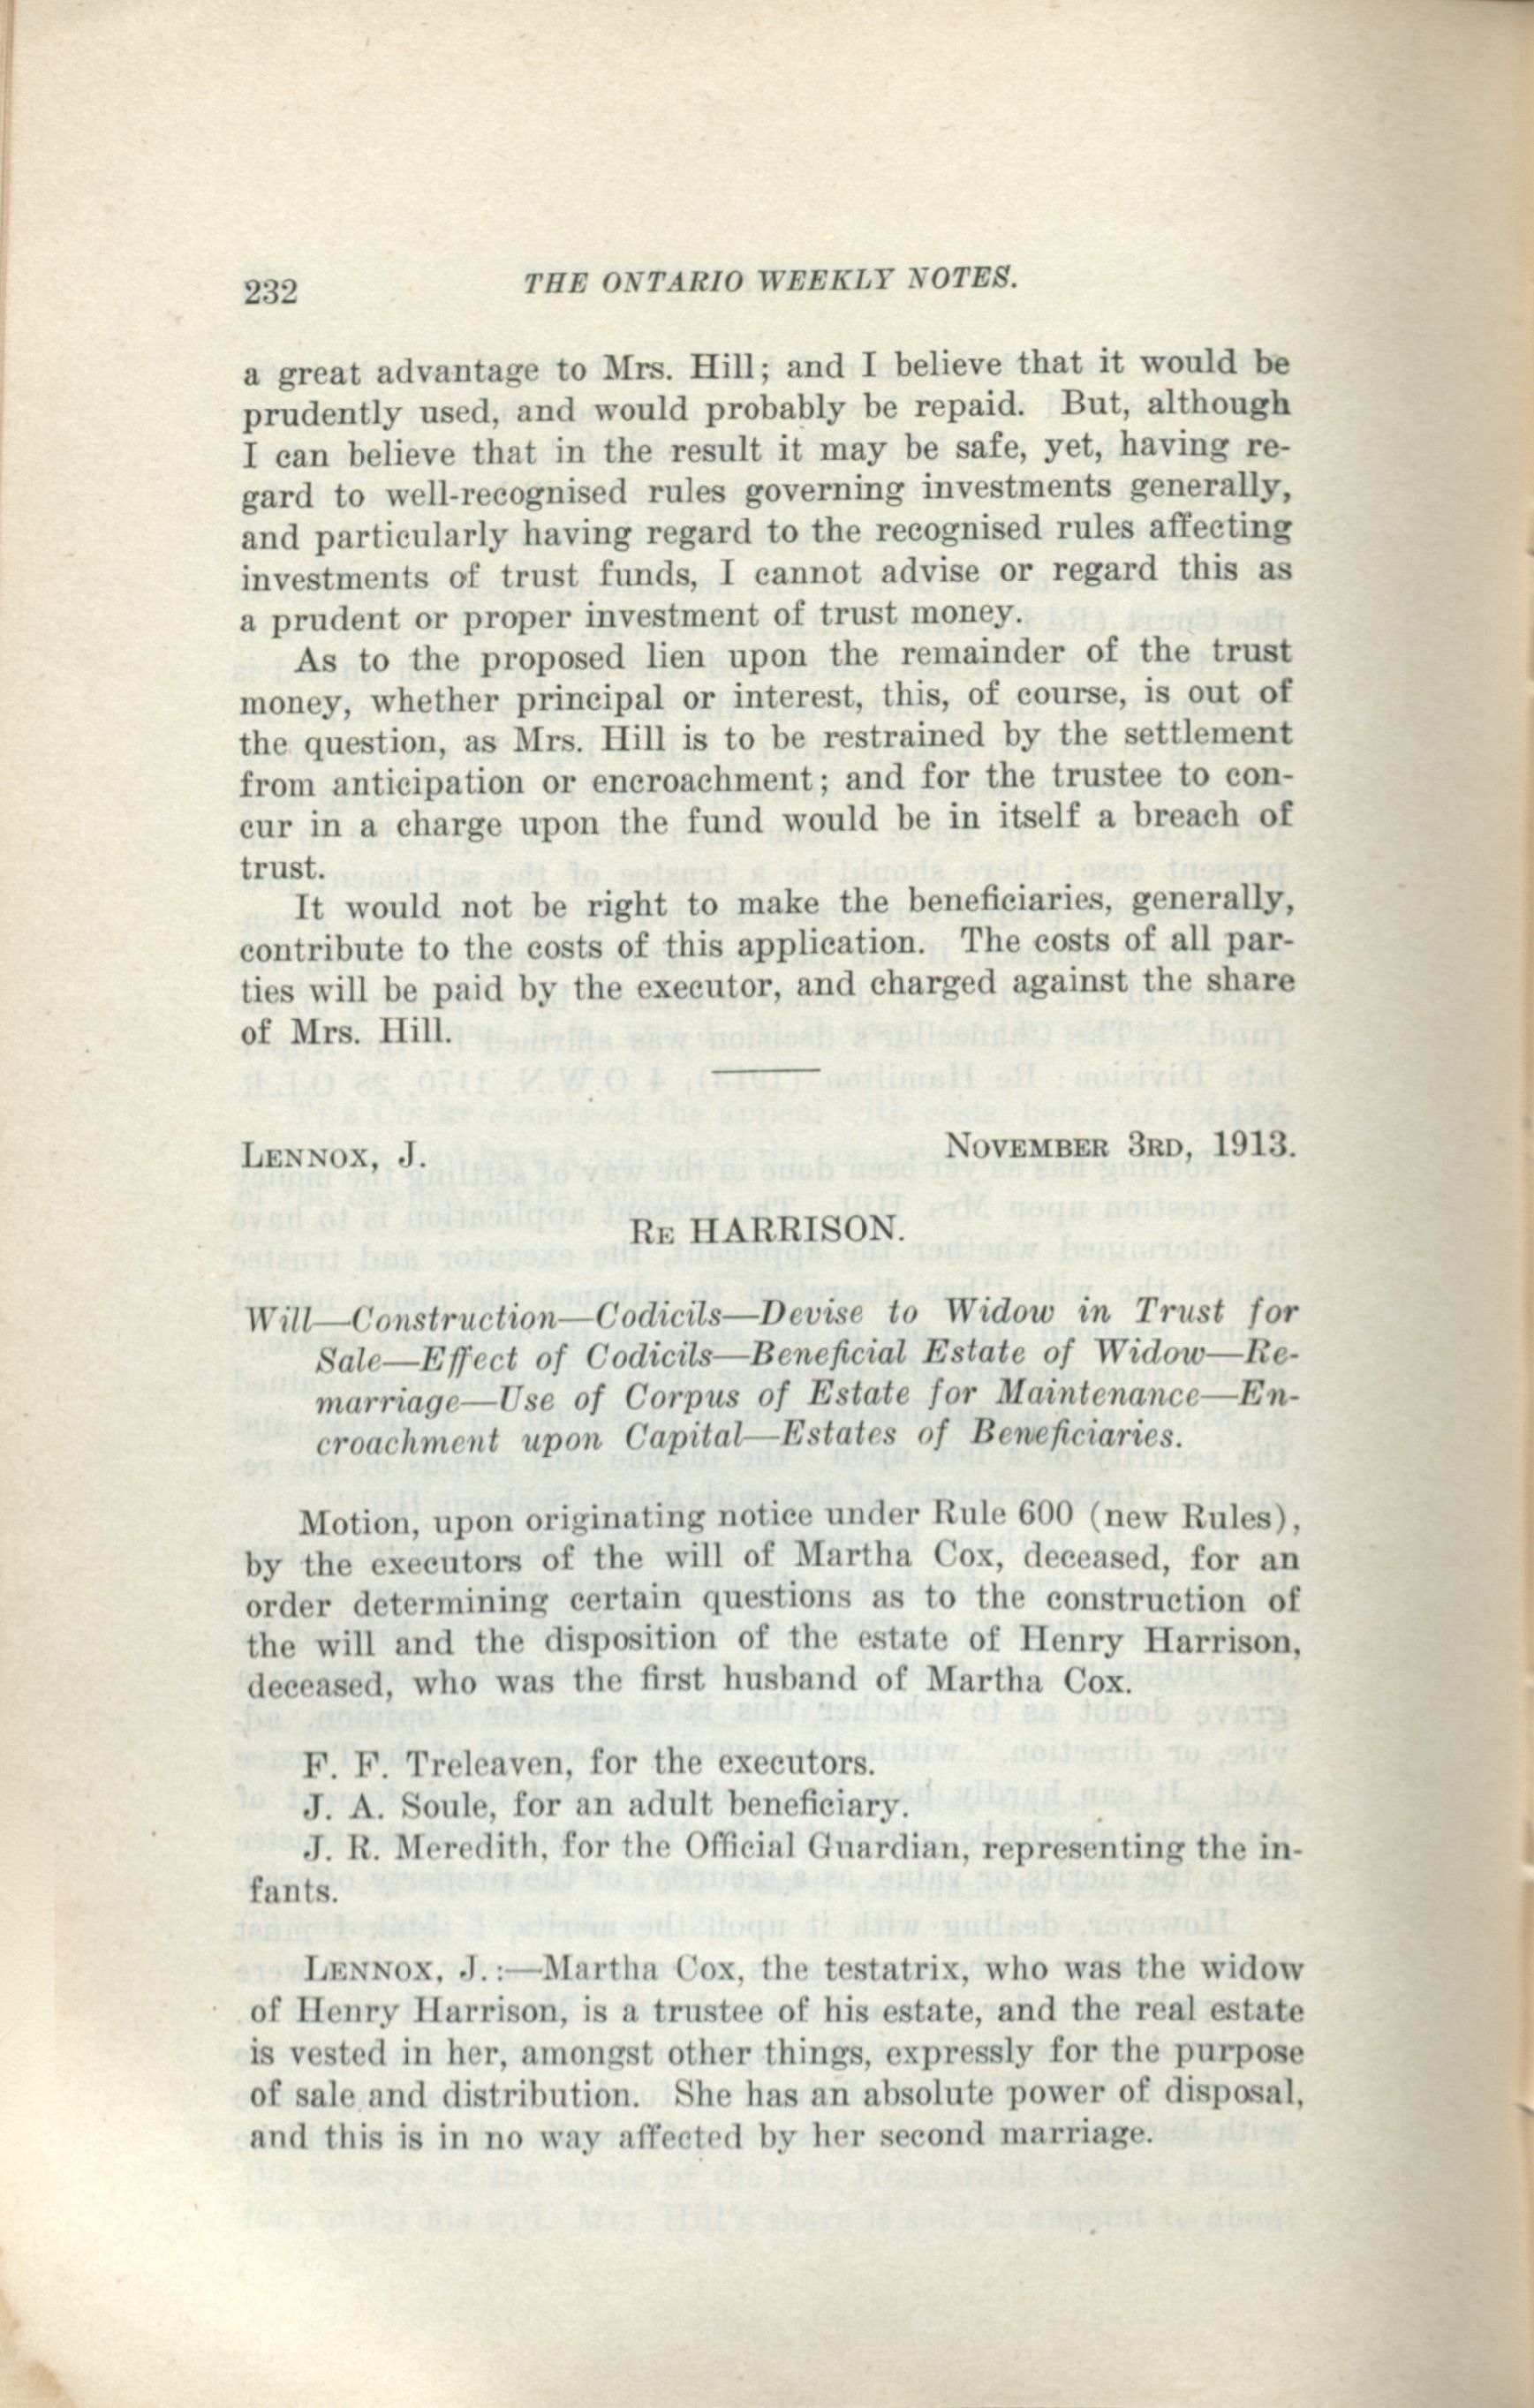 232 THE ONTARIO WEEKLY NOTES.
a great advantage to Mrs. Hill; and I believe that it would be
prudently used, and would probably be repaid. But, although
I can believe that in the result it may be safe, yet, having re-
gard to well-recognised rules governing investments generally,
and particularly having regard to the recognised rules affecting
investments of trust funds, I cannot advise or regard this as
a prudent or proper investment of trust money.
As to the proposed lien upon the remainder of the trust
money, whether principal or interest, this, of course, is out of
the question, as Mrs. Hill is to be restrained by the settlement
from anticipation or encroachment; and for the trustee to con-
cur in a charge upon the fund would be in itself a breach of
trust.
It would not be right to make the beneficiaries, generally,
contribute to the costs of this application. The costs of all par-
ties will be paid by the executor, and charged against the share
of Mrs. Hill.
LENNOX, J. NOVEMBER 3RD, 1913.
RE HARRISON.
Will—Construction—Codicils—Devise to Widow in Trust for
Sale—Effect of Codicils—Beneficial Estate of Widow—Re-
marriage—Use of Corpus of Estate for Maintenance—En-
croachment upon Capital—Estates of Beneficiaries.
Motion, upon originating notice under Rule 600 (new Rules),
by the executors of the will of Martha Cox, deceased, for an
order determining certain questions as to the construction of
the will and the disposition of the estate of Henry Harrison,
deceased, who was the first husband of Martha Cox.
F. F. Treleaven, for the executors.
J. A. Soule, for an adult beneficiary.
J. R. Meredith, for the Official Guardian, representing the in-
fants.
LENNOX, J.:—Martha Cox, the testatrix, who was the widow
of Henry Harrison, is a trustee of his estate, and the real estate
is vested in her, amongst other things, expressly for the purpose
of sale and distribution. She has an absolute power of disposal,
and this is in no way affected by her second marriage.